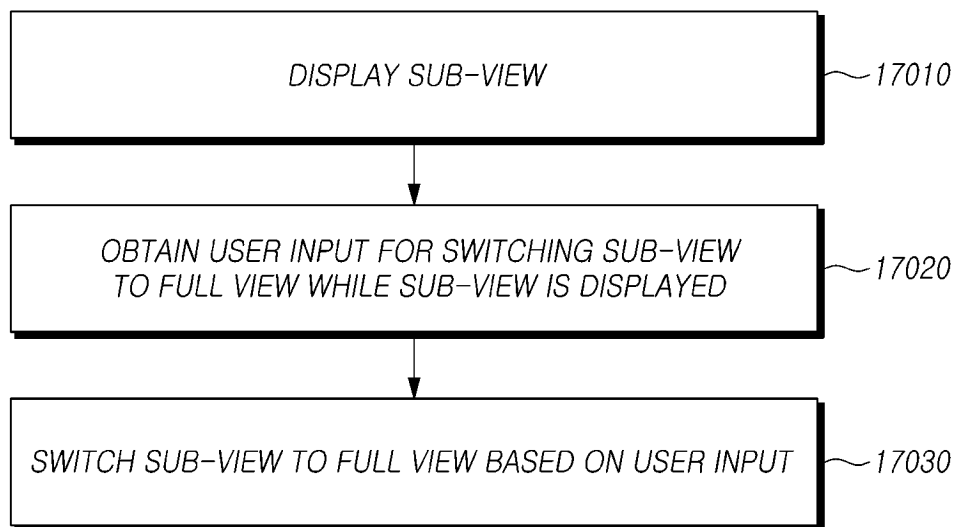 DISPLAY SUB-VIEW
17010
OBTAIN USER INPUT FOR SWITCHING SUB-VIEW
TO FULL VIEW WHILE SUB-VIEW IS DISPLAYED
17020
SWITCH SUB-VIEW TO FULL VIEW BASED ON USER INPUT
17030